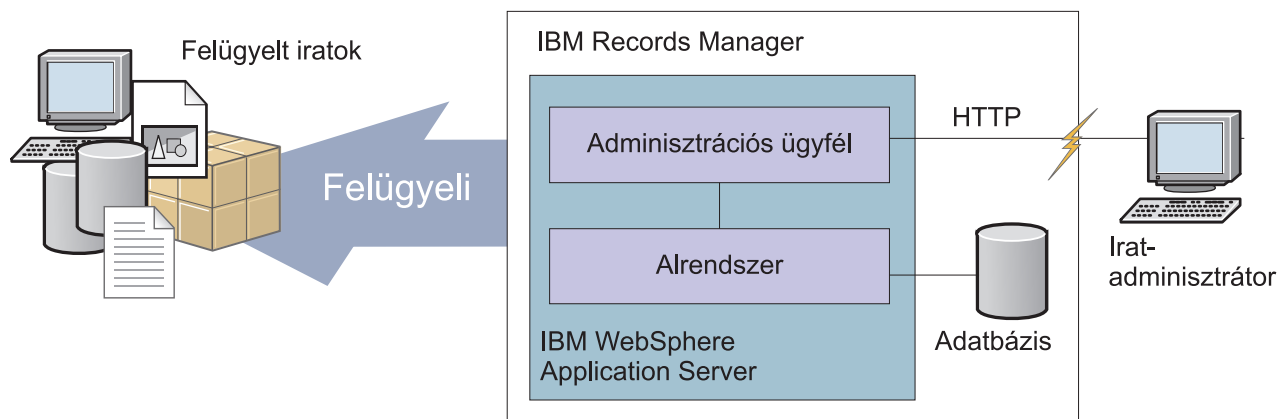 Felügyelt iratok
Felügyeli
IBM Records Manager
Adminisztrációs ügyfél
HTTP
Alrendszer
IBM WebSphere
Application Server
Adatbázis
Irat-
adminisztrátor